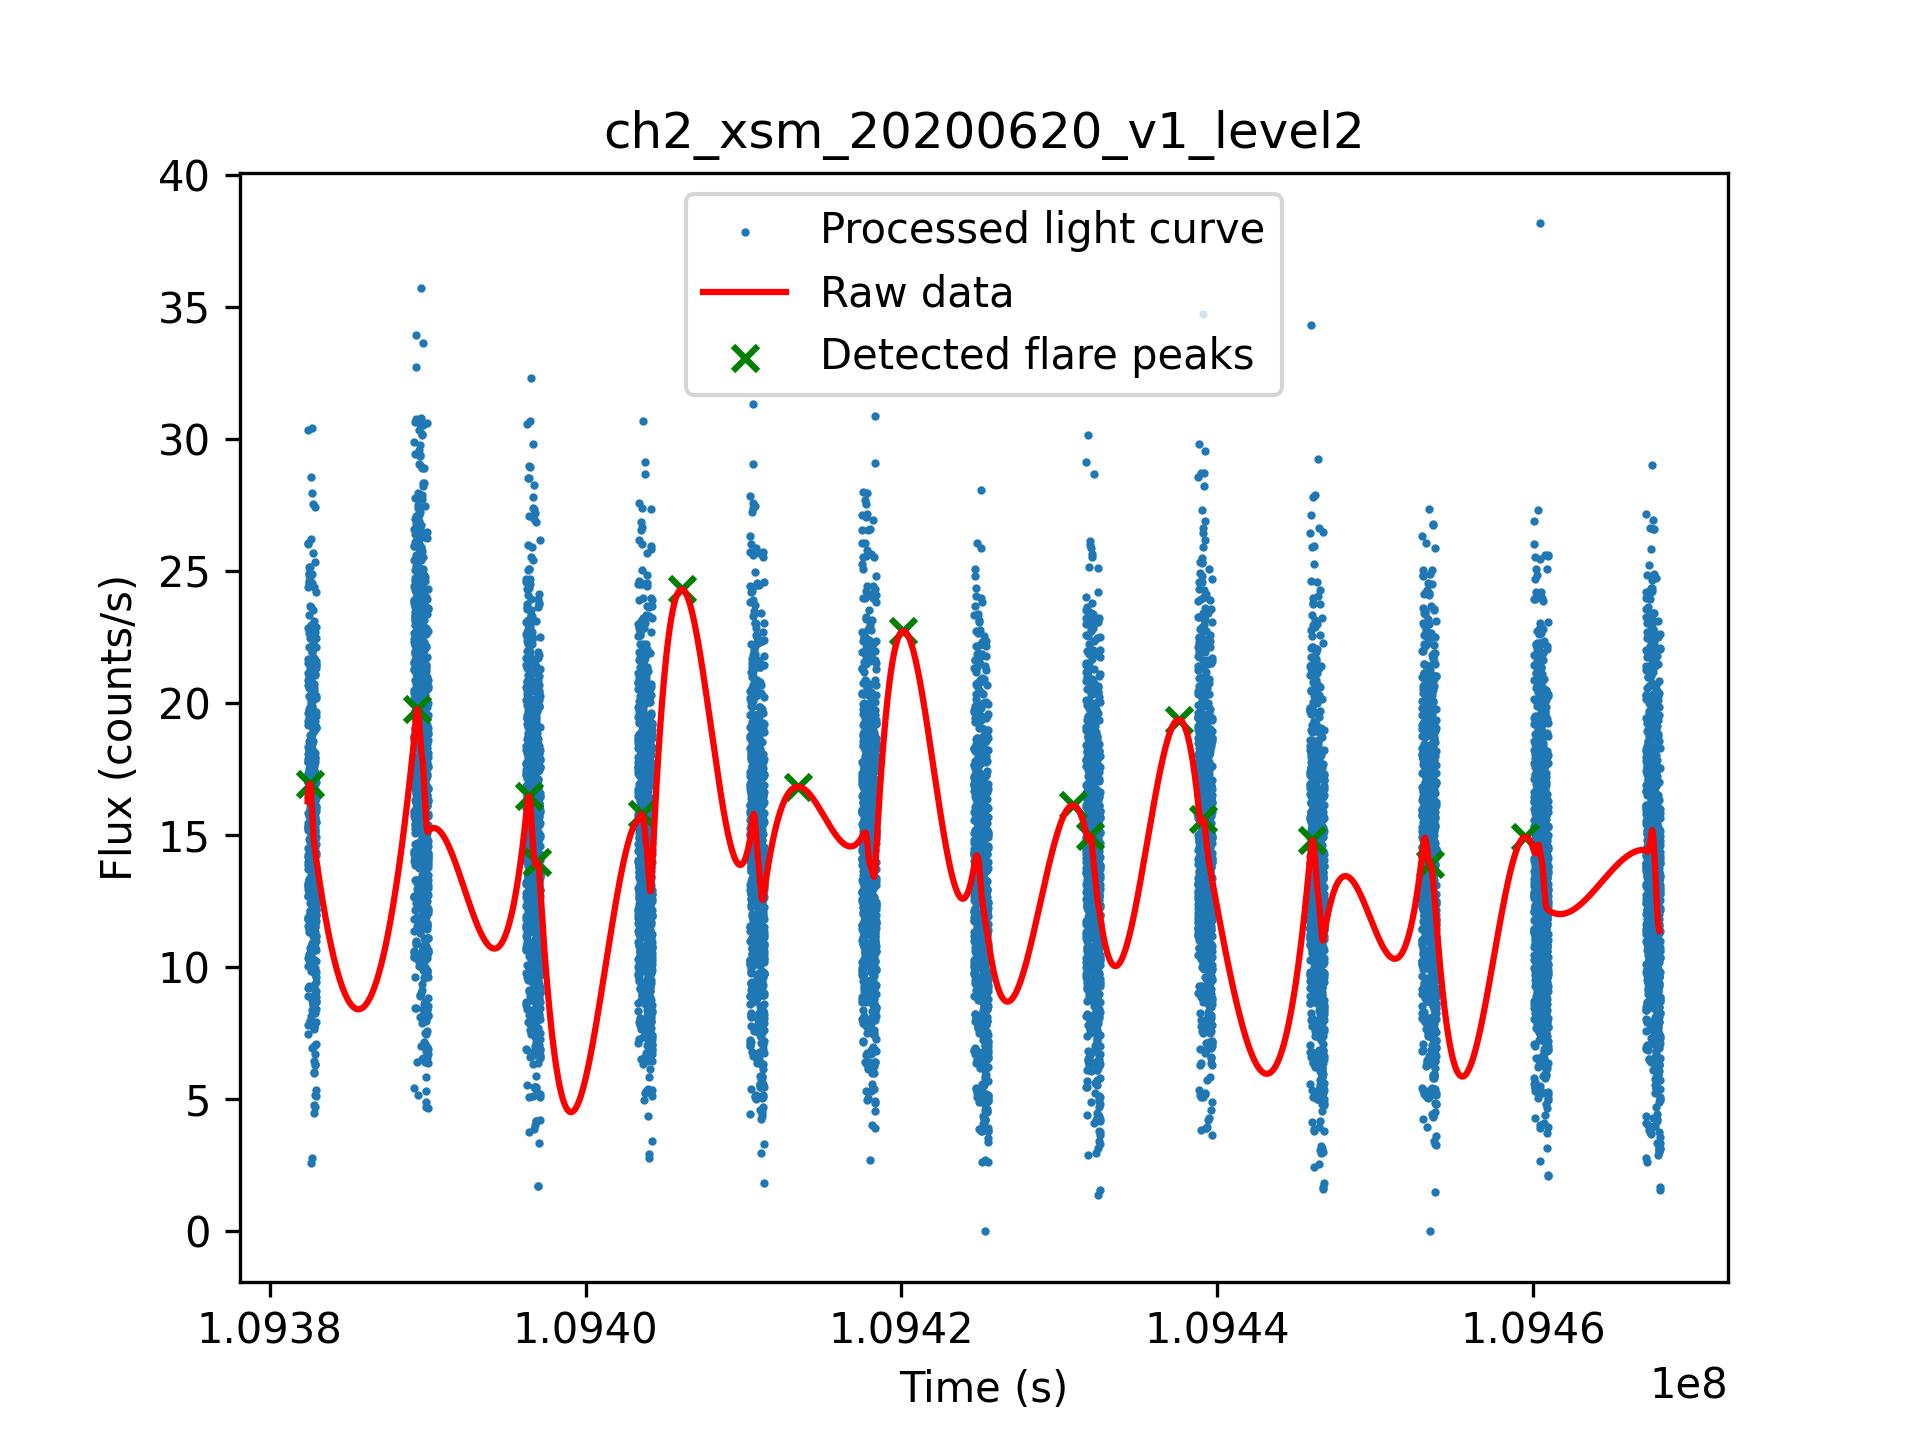 ch2_xsm_20200620_v1_level2
Processed light curve
Raw data
Detected flare peaks
Flux (counts/s)
40
35
30
25
20
15
10
5
0
1.0938 1.0940 1.0942 1.0944 1.0946
Time (s)
1e8